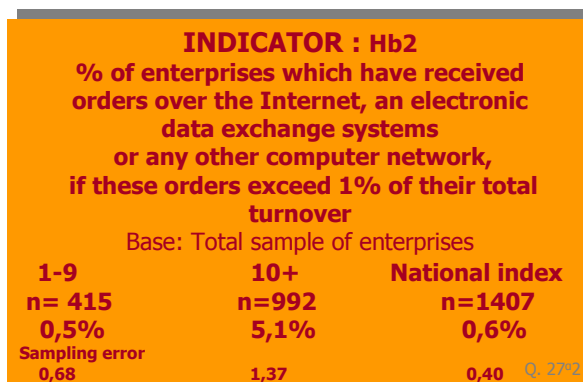 INDICATOR : Hb2
% of enterprises which have received
orders over the Internet, an electronic
data exchange systems
or any other computer network,
if these orders exceed 1% of their total
turnover
Base: Total sample of enterprises
1-9 10+ National index
n= 415 n=992 n=1407
0,5% 5,1% 0,6%
Sampling error
0,68 1,37 0,40 Q. 27º2